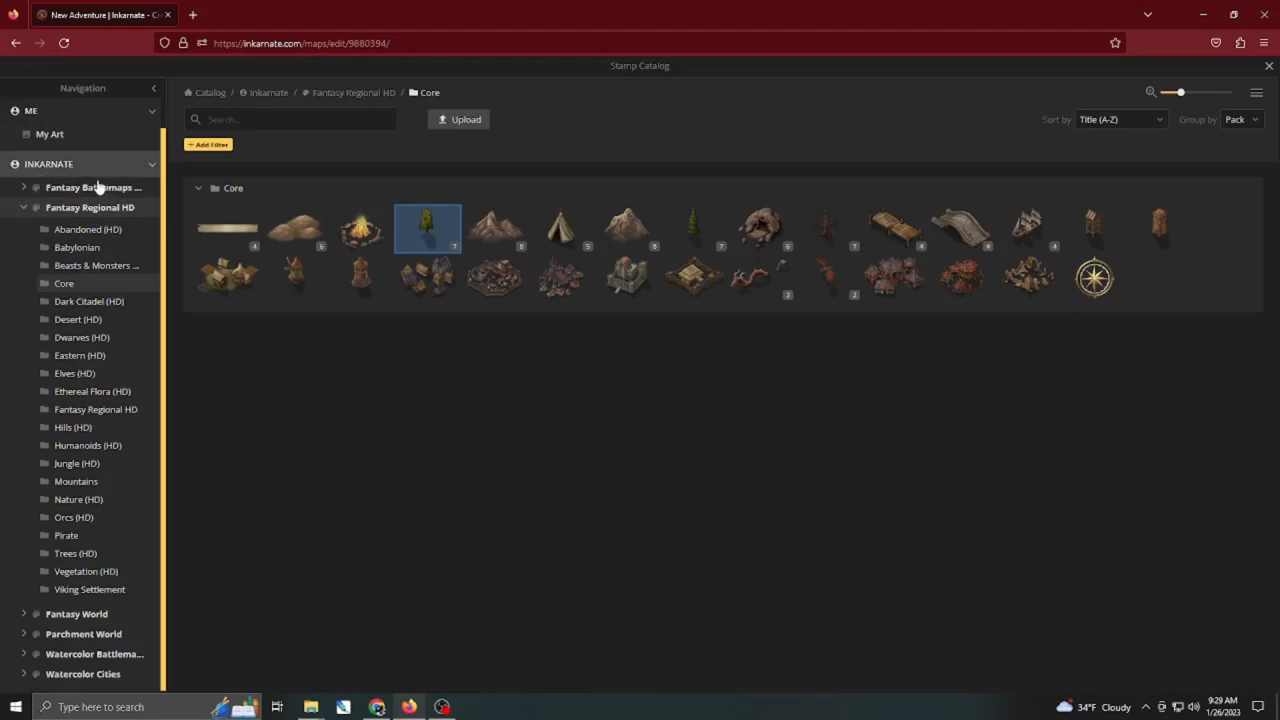 New Adventure | Inkarnate - Cr
https://inkarnate.com/maps/edit/9880394/
Stamp Catalog
Navigation
ME
My Art
INKARNATE
Fantasy Battlemaps ...
Fantasy Regional HD
Abandoned (HD)
Babylonian
Beasts & Monsters ...
Core
Dark Citadel (HD)
Desert (HD)
Dwarves (HD)
Eastern (HD)
Elves (HD)
Ethereal Flora (HD)
Fantasy Regional HD
Hills (HD)
Humanoids (HD)
Jungle (HD)
Mountains
Nature (HD)
Orcs (HD)
Pirate
Trees (HD)
Vegetation (HD)
Viking Settlement
Fantasy World
Parchment World
Watercolor Battlema...
Watercolor Cities
Catalog / Inkarnate / Fantasy Regional HD / Core
Search...
Upload
Sort by Title (A-Z) Group by Pack
+ Add Filter
Core
4 6 7 8 5 8 7 6 7 4 4 4
2 2
Type here to search
34°F Cloudy
9:29 AM
1/26/2023